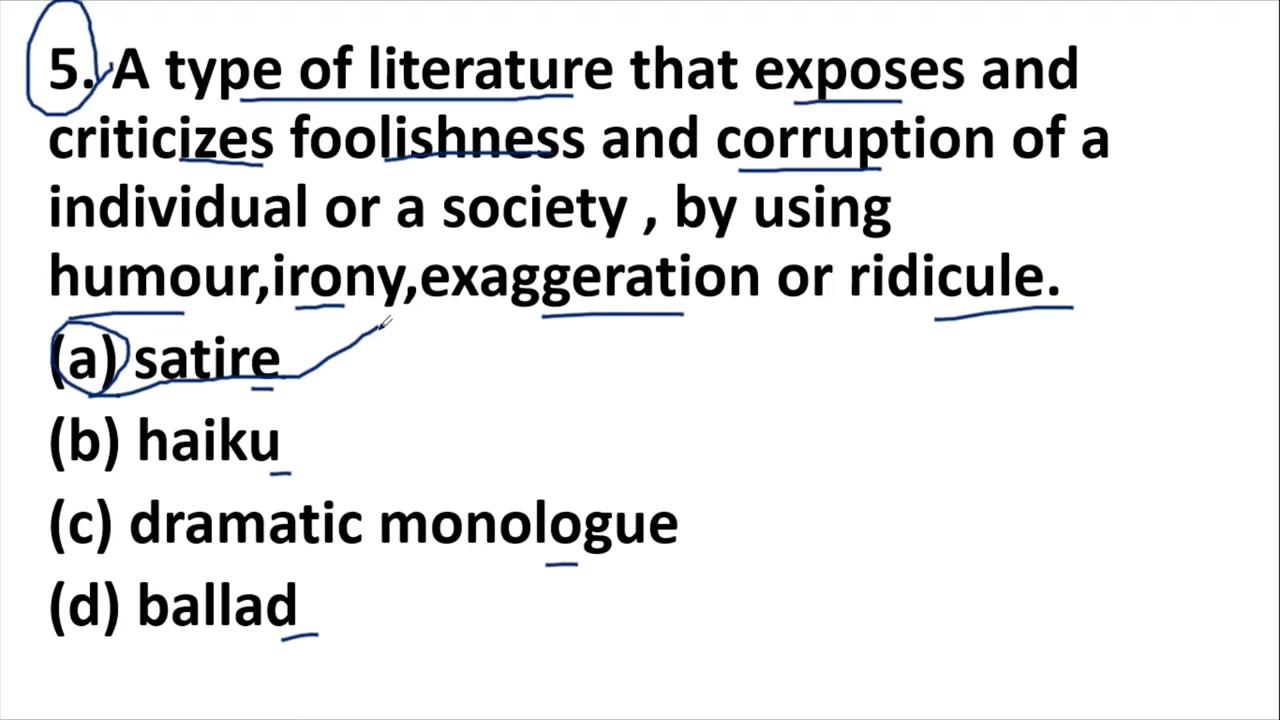 5. A type of literature that exposes and
criticizes foolishness and corruption of a
individual or a society , by using
humour,irony,exaggeration or ridicule.
(a) satire
(b) haiku
(c) dramatic monologue
(d) ballad